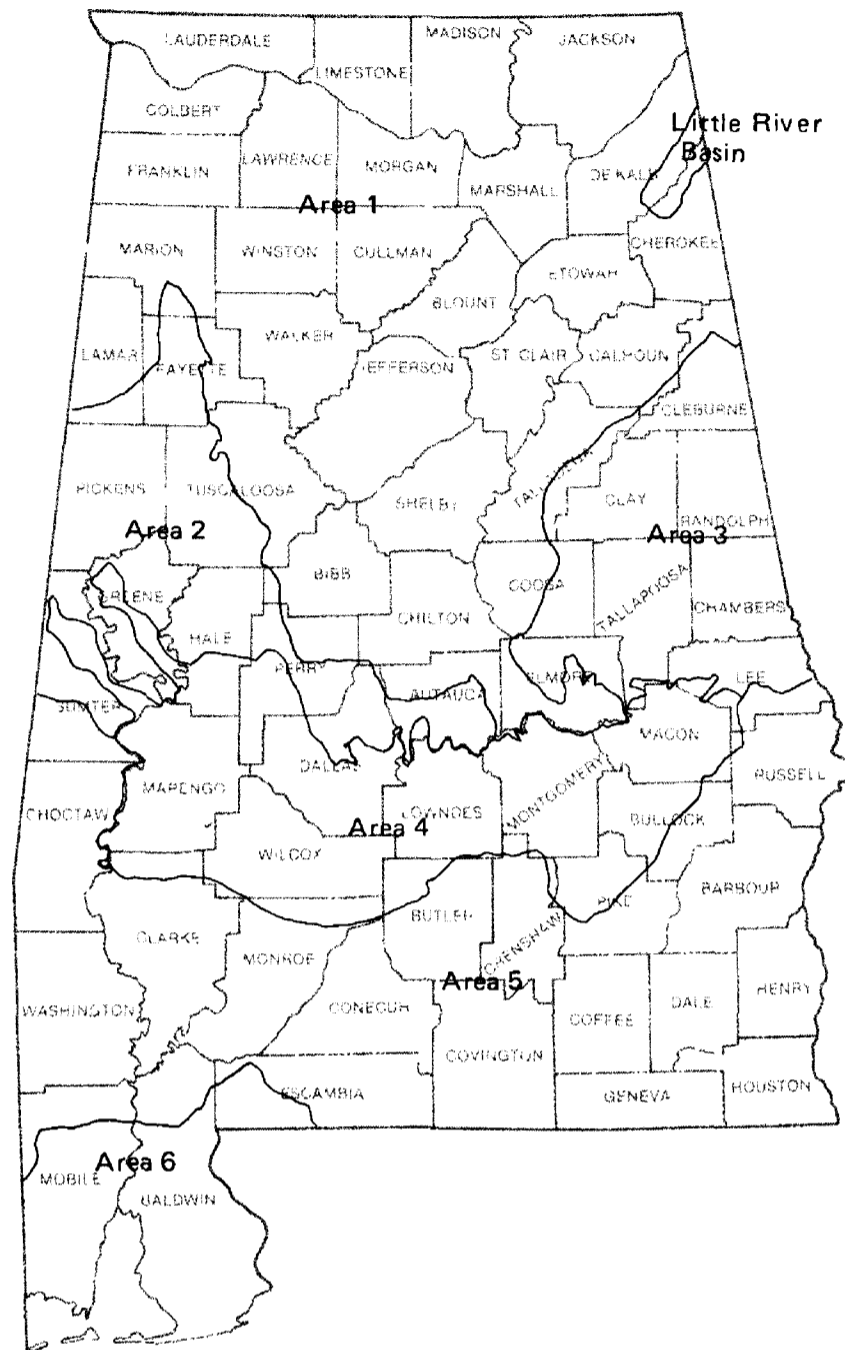 LAUDERDALE
MADISON
JACKSON
LIMESTONE
COLBERT
Little River
Basin
LAWRENCE
MORGAN
FRANKLIN
DE KALB
MARSHALL
Area 1
CHEROKEE
MARION
WINSTON
CULLMAN
ETOWAH
BLOUNT
WALKER
LAMAR
FAYETTE
JEFFERSON
ST CLAIR
CALHOUN
CLEBURNE
TALLADEGA
PICKENS
TUSCALOOSA
SHELBY
CLAY
RANDOLPH
Area 2
Area 3
BIBB
COOSA
GREENE
TALLAPOOSA
HALE
CHILTON
CHAMBERS
PERRY
ELMORE
LEE
AUTAUGA
SUMTER
MACON
DALLAS
MONTGOMERY
RUSSELL
MARENGO
CHOCTAW
LOWNDES
BULLOCK
Area 4
WILCOX
BARBOUR
PIKE
BUTLER
CRENSHAW
CLARKE
MONROE
Area 5
HENRY
WASHINGTON
CONECUH
COFFEE
DALE
COVINGTON
ESCAMBIA
GENEVA
HOUSTON
Area 6
MOBILE
BALDWIN